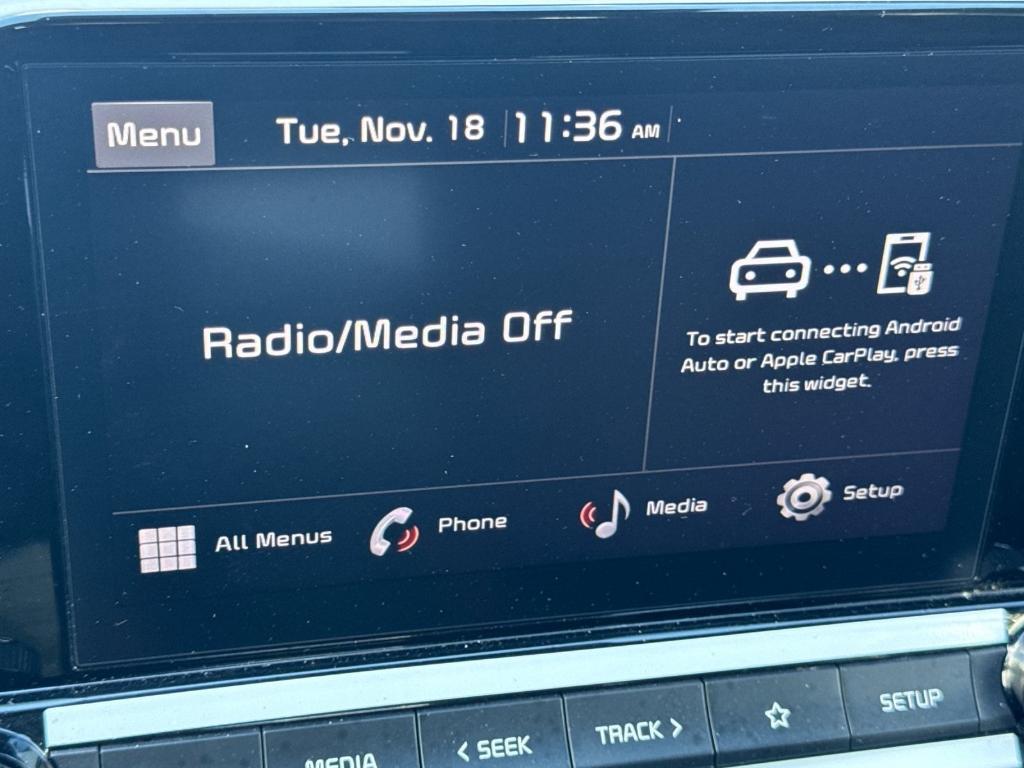 Menu
Tue, Nov. 18
11:36 AM
Radio/Media Off
To start connecting Android
Auto or Apple CarPlay, press
this widget.
All Menus
Phone
Media
Setup
MEDIA
< SEEK
TRACK >
SETUP